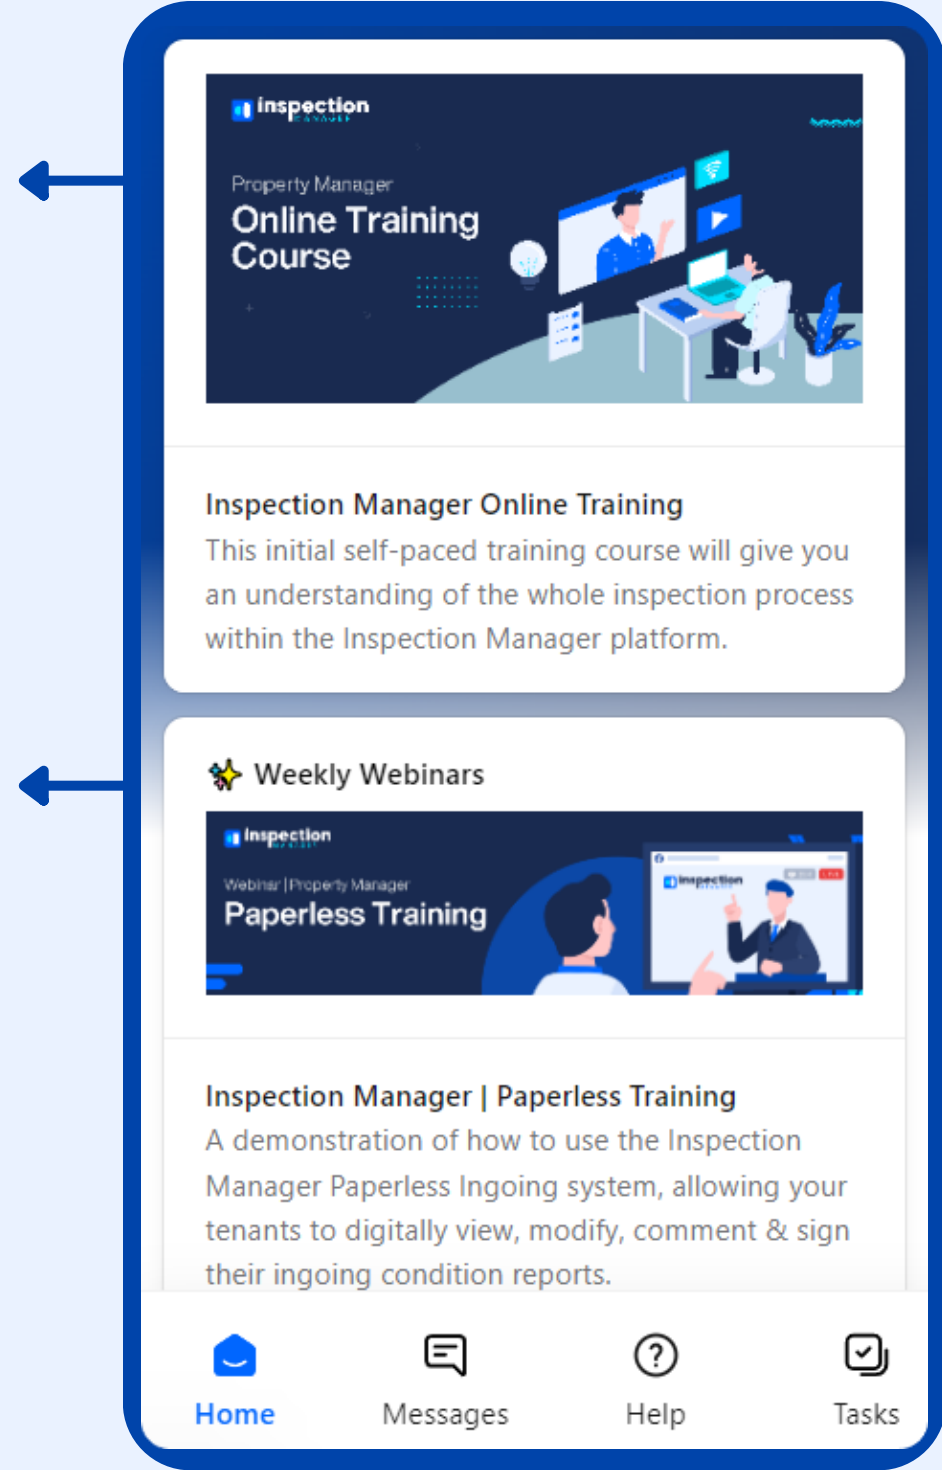 inspection
MANAGER
Property Manager
Online Training
Course
Inspection Manager Online Training
This initial self-paced training course will give you
an understanding of the whole inspection process
within the Inspection Manager platform.
Weekly Webinars
inspection
MANAGER
Webinar | Property Manager
Paperless Training
inspection
LIVE
Inspection Manager | Paperless Training
A demonstration of how to use the Inspection
Manager Paperless Ingoing system, allowing your
tenants to digitally view, modify, comment & sign
their ingoing condition reports.
Home
Messages
Help
Tasks